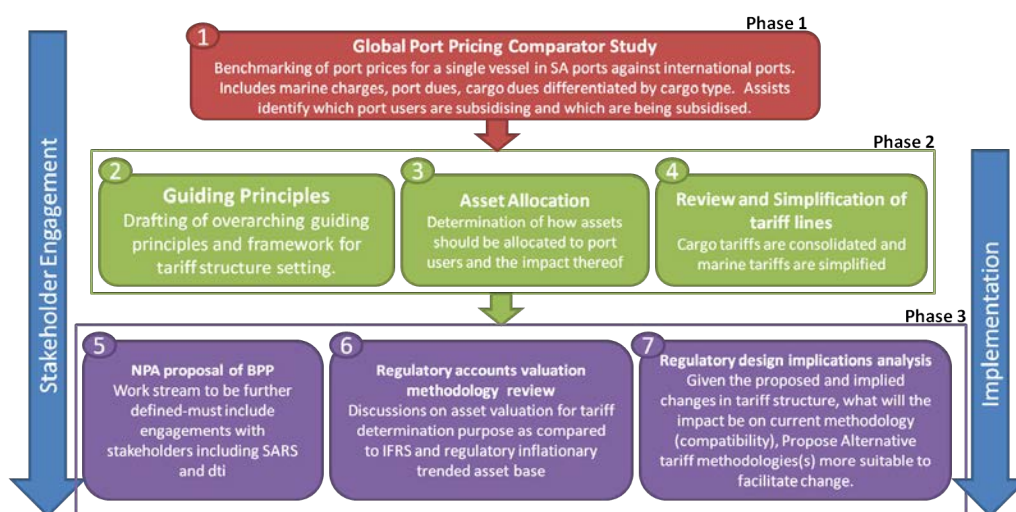 Phase 1
1
Global Port Pricing Comparator Study
Benchmarking of port prices for a single vessel in SA ports against international ports.
Includes marine charges, port dues, cargo dues differentiated by cargo type. Assists
identify which port users are subsidising and which are being subsidised.
Stakeholder Engagement
Phase 2
2
Guiding Principles
Drafting of overarching guiding
principles and framework for
tariff structure setting.
3
Asset Allocation
Determination of how assets
should be allocated to port
users and the impact thereof
4
Review and Simplification of
tariff lines
Cargo tariffs are consolidated and
marine tariffs are simplified
Implementation
Phase 3
5
NPA proposal of BPP
Work stream to be further
defined-must include
engagements with
stakeholders including SARS
and dti
6
Regulatory accounts valuation
methodology review
Discussions on asset valuation for tariff
determination purpose as compared
to IFRS and regulatory inflationary
trended asset base
7
Regulatory design implications analysis
Given the proposed and implied
changes in tariff structure, what will
the impact be on current methodology
(compatibility), Propose Alternative
tariff methodologies(s) more suitable to
facilitate change.